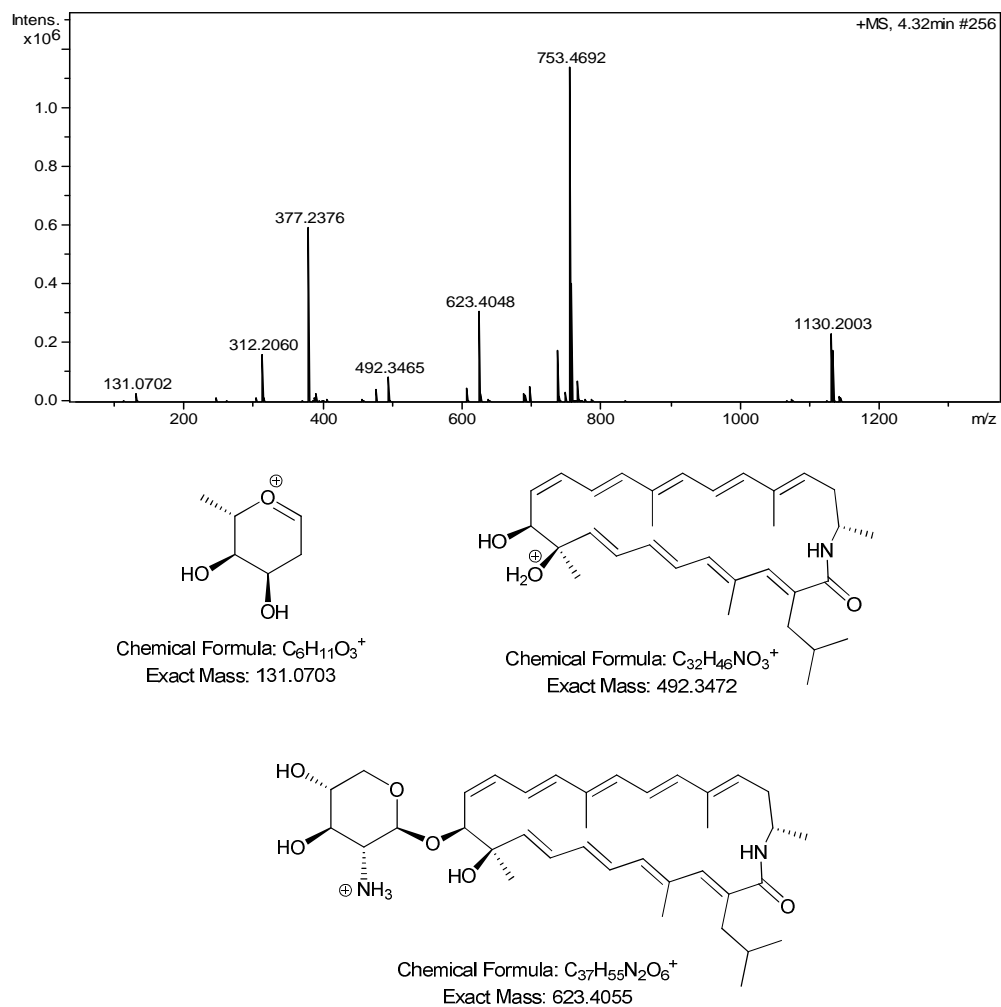 Intens.
x10⁶
+MS, 4.32min #256
753.4692
1.0
0.8
0.6
377.2376
0.4
623.4048
1130.2003
0.2
312.2060
492.3465
131.0702
0.0
200
400
600
800
1000
1200
m/z
⊕
O
HO
OH
Chemical Formula: C₆H₁₁O₃⁺
Exact Mass: 131.0703
HO
⊕
H₂O
HN
O
Chemical Formula: C₃₂H₄₆NO₃⁺
Exact Mass: 492.3472
HO
O
HO
O
⊕ NH₃
HO
HN
O
Chemical Formula: C₃₇H₅₅N₂O₆⁺
Exact Mass: 623.4055